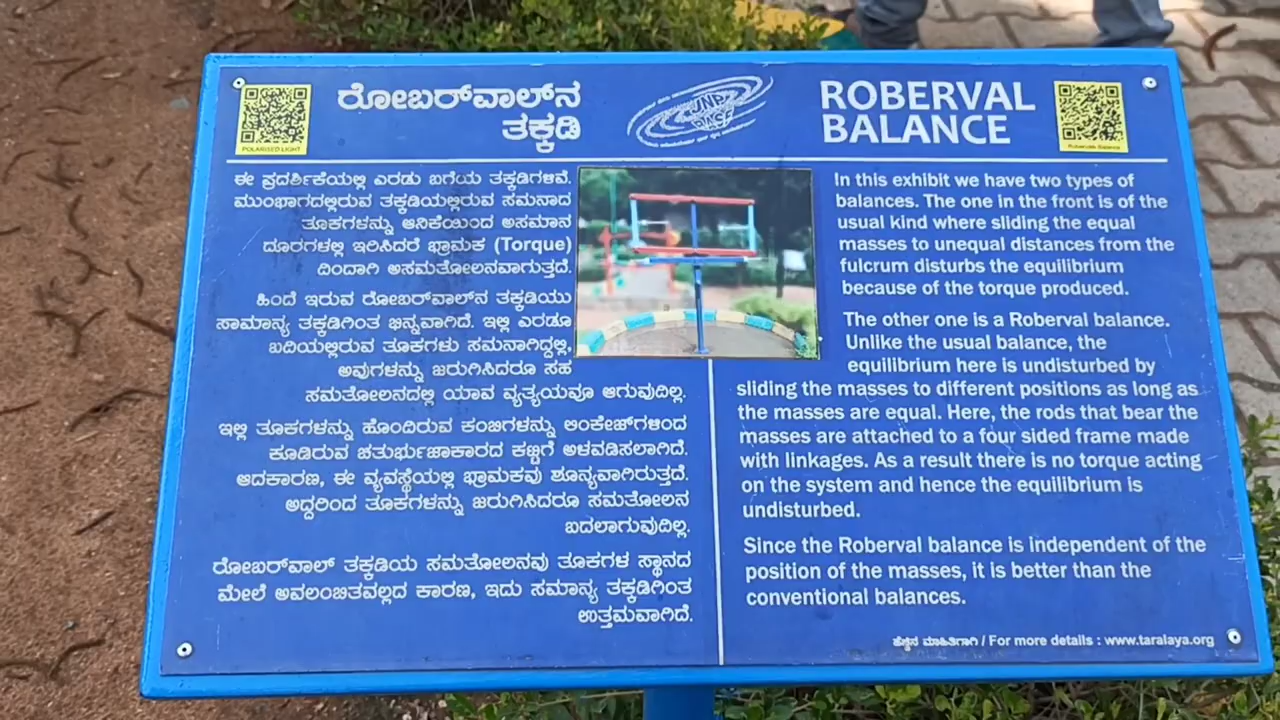 ರೋಬರ್‌ವಾಲ್‌ನ
ತಕ್ಕಡಿ
POLARISED LIGHT
JNP
BASE
ROBERVAL
BALANCE
Robervals Balance
ಈ ಪ್ರದರ್ಶಿಕೆಯಲ್ಲಿ ಎರಡು ಬಗೆಯ ತಕ್ಕಡಿಗಳಿವೆ.
ಮುಂಭಾಗದಲ್ಲಿರುವ ತಕ್ಕಡಿಯಲ್ಲಿರುವ ಸಮನಾದ
ತೂಕಗಳನ್ನು ಆನಿಕೆಯಿಂದ ಅಸಮಾನ
ದೂರಗಳಲ್ಲಿ ಇರಿಸಿದರೆ ಭ್ರಾಮಕ (Torque)
ದಿಂದಾಗಿ ಅಸಮತೋಲನವಾಗುತ್ತದೆ.
ಹಿಂದೆ ಇರುವ ರೋಬರ್‌ವಾಲ್‌ನ ತಕ್ಕಡಿಯು
ಸಾಮಾನ್ಯ ತಕ್ಕಡಿಗಿಂತ ಭಿನ್ನವಾಗಿದೆ. ಇಲ್ಲಿ ಎರಡೂ
ಬದಿಯಲ್ಲಿರುವ ತೂಕಗಳು ಸಮನಾಗಿದ್ದಲ್ಲಿ,
ಅವುಗಳನ್ನು ಜರುಗಿಸಿದರೂ ಸಹ
ಸಮತೋಲನದಲ್ಲಿ ಯಾವ ವ್ಯತ್ಯಯವೂ ಆಗುವುದಿಲ್ಲ.
ಇಲ್ಲಿ ತೂಕಗಳನ್ನು ಹೊಂದಿರುವ ಕಂಬಿಗಳನ್ನು ಲಿಂಕೇಜ್‌ಗಳಿಂದ
ಕೂಡಿರುವ ಚತುರ್ಭುಜಾಕಾರದ ಕಟ್ಟಿಗೆ ಅಳವಡಿಸಲಾಗಿದೆ.
ಆದಕಾರಣ, ಈ ವ್ಯವಸ್ಥೆಯಲ್ಲಿ ಭ್ರಾಮಕವು ಶೂನ್ಯವಾಗಿರುತ್ತದೆ.
ಅದ್ದರಿಂದ ತೂಕಗಳನ್ನು ಜರುಗಿಸಿದರೂ ಸಮತೋಲನ
ಬದಲಾಗುವುದಿಲ್ಲ.
ರೋಬರ್‌ವಾಲ್ ತಕ್ಕಡಿಯ ಸಮತೋಲನವು ತೂಕಗಳ ಸ್ಥಾನದ
ಮೇಲೆ ಅವಲಂಬಿತವಲ್ಲದ ಕಾರಣ, ಇದು ಸಮಾನ್ಯ ತಕ್ಕಡಿಗಿಂತ
ಉತ್ತಮವಾಗಿದೆ.
In this exhibit we have two types of
balances. The one in the front is of the
usual kind where sliding the equal
masses to unequal distances from the
fulcrum disturbs the equilibrium
because of the torque produced.
The other one is a Roberval balance.
Unlike the usual balance, the
equilibrium here is undisturbed by
sliding the masses to different positions as long as
the masses are equal. Here, the rods that bear the
masses are attached to a four sided frame made
with linkages. As a result there is no torque acting
on the system and hence the equilibrium is
undisturbed.
Since the Roberval balance is independent of the
position of the masses, it is better than the
conventional balances.
ಹೆಚ್ಚಿನ ಮಾಹಿತಿಗಾಗಿ / For more details : www.taralaya.org